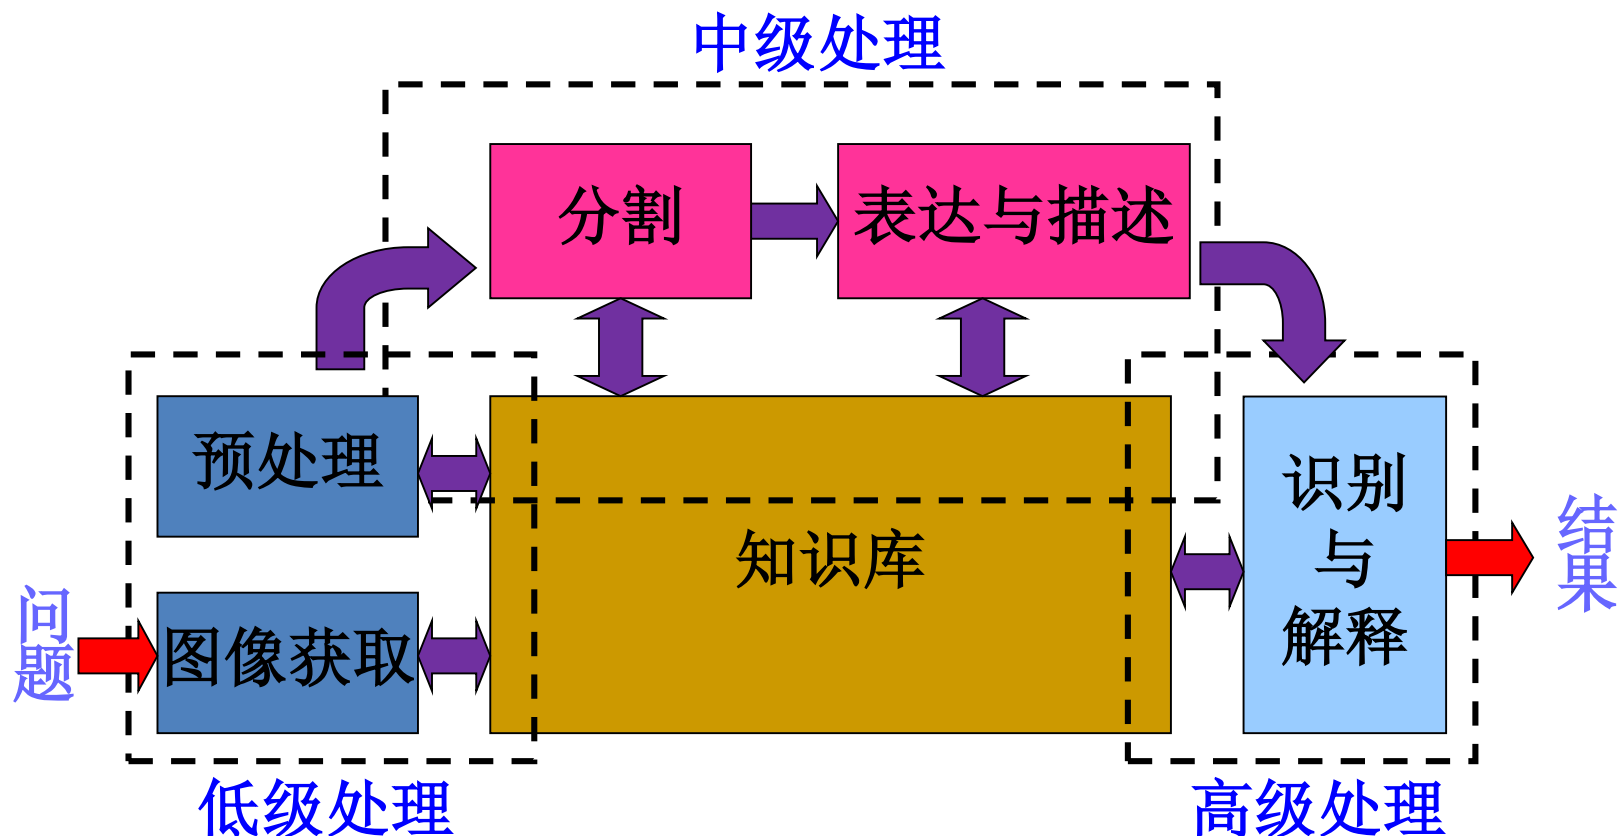 中级处理
分割
表达与描述
预处理
知识库
识别
与
解释
结果
问题
图像获取
低级处理
高级处理